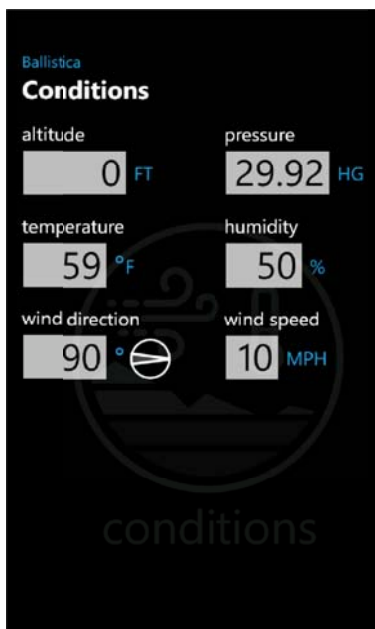 Ballistica
Conditions
altitude pressure
0 FT 29.92 HG
temperature humidity
59 °F 50 %
wind direction wind speed
90 ° 10 MPH
conditions